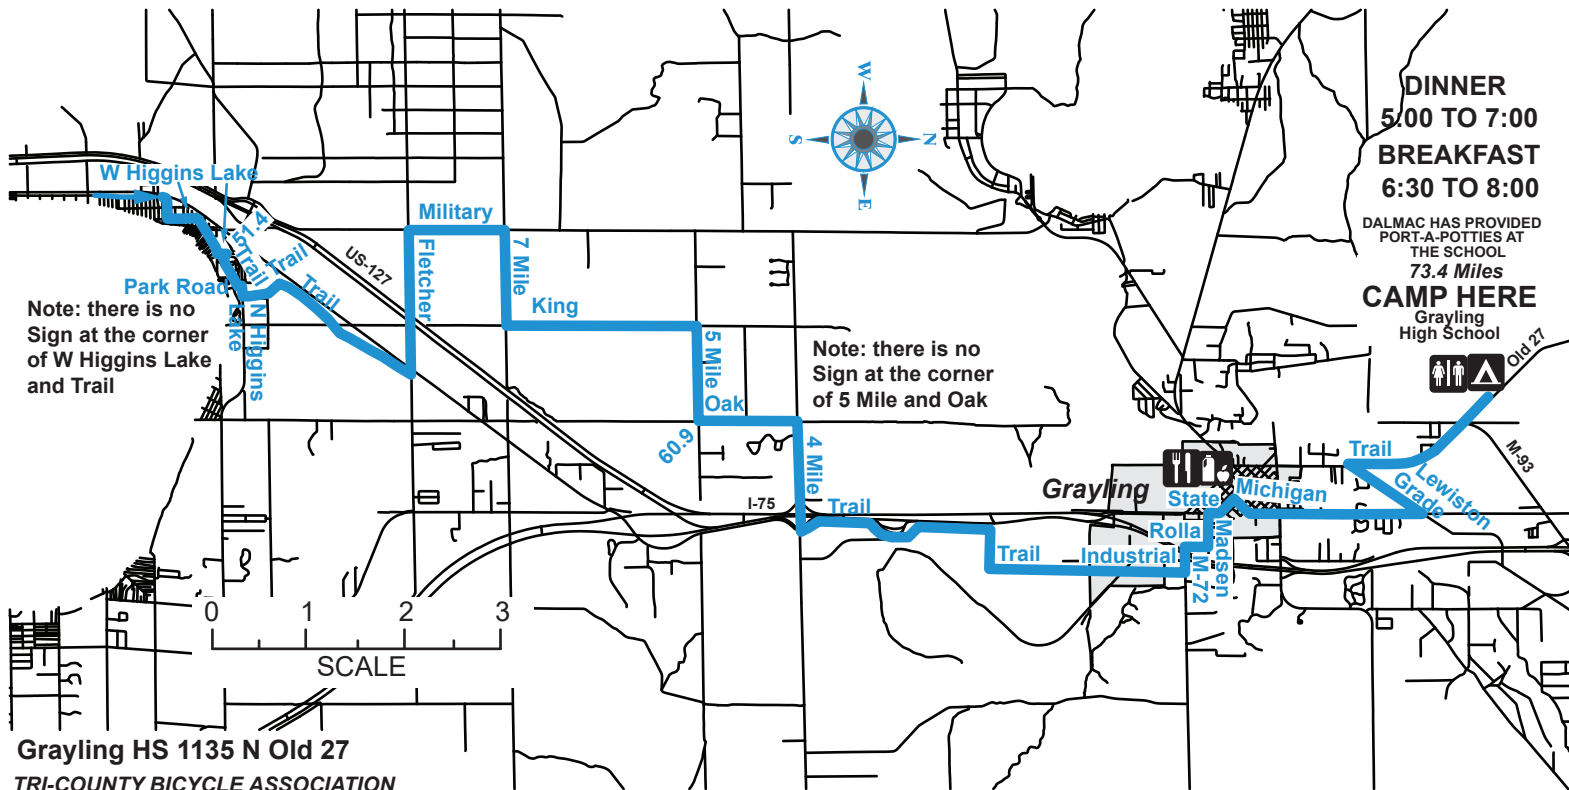 DINNER
5:00 TO 7:00
BREAKFAST
6:30 TO 8:00
DALMAC HAS PROVIDED
PORT-A-POTTIES AT
THE SCHOOL
73.4 Miles
CAMP HERE
Grayling
High School
Old 27
M-93
W
S
N
E
W Higgins Lake
51.4
Trail
Trail
Trail
Park Road
N Higgins
Lake
Note: there is no
Sign at the corner
of W Higgins Lake
and Trail
US-127
Military
Fletcher
7 Mile
King
5 Mile
Oak
60.9
Note: there is no
Sign at the corner
of 5 Mile and Oak
4 Mile
I-75
Trail
Trail
Grayling
Industrial
Rolla
State
M-72
Madsen
Michigan
Trail
Lewiston
Grade
0 1 2 3
SCALE
Grayling HS 1135 N Old 27
TRI-COUNTY BICYCLE ASSOCIATION